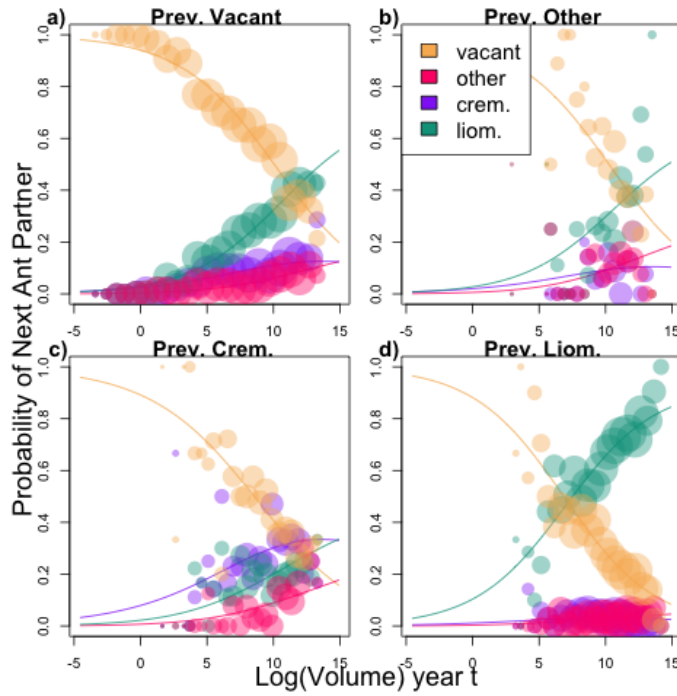 a) Prev. Vacant
b) Prev. Other
1.0
0.8
0.6
0.4
0.2
0.0
-5 0 5 10 15
1.0
0.8
0.6
0.4
0.2
0.0
-5 0 5 10 15
vacant
other
crem.
liom.
Probability of Next Ant Partner
c) Prev. Crem.
d) Prev. Liom.
1.0
0.8
0.6
0.4
0.2
0.0
-5 0 5 10 15
1.0
0.8
0.6
0.4
0.2
0.0
-5 0 5 10 15
Log(Volume) year t